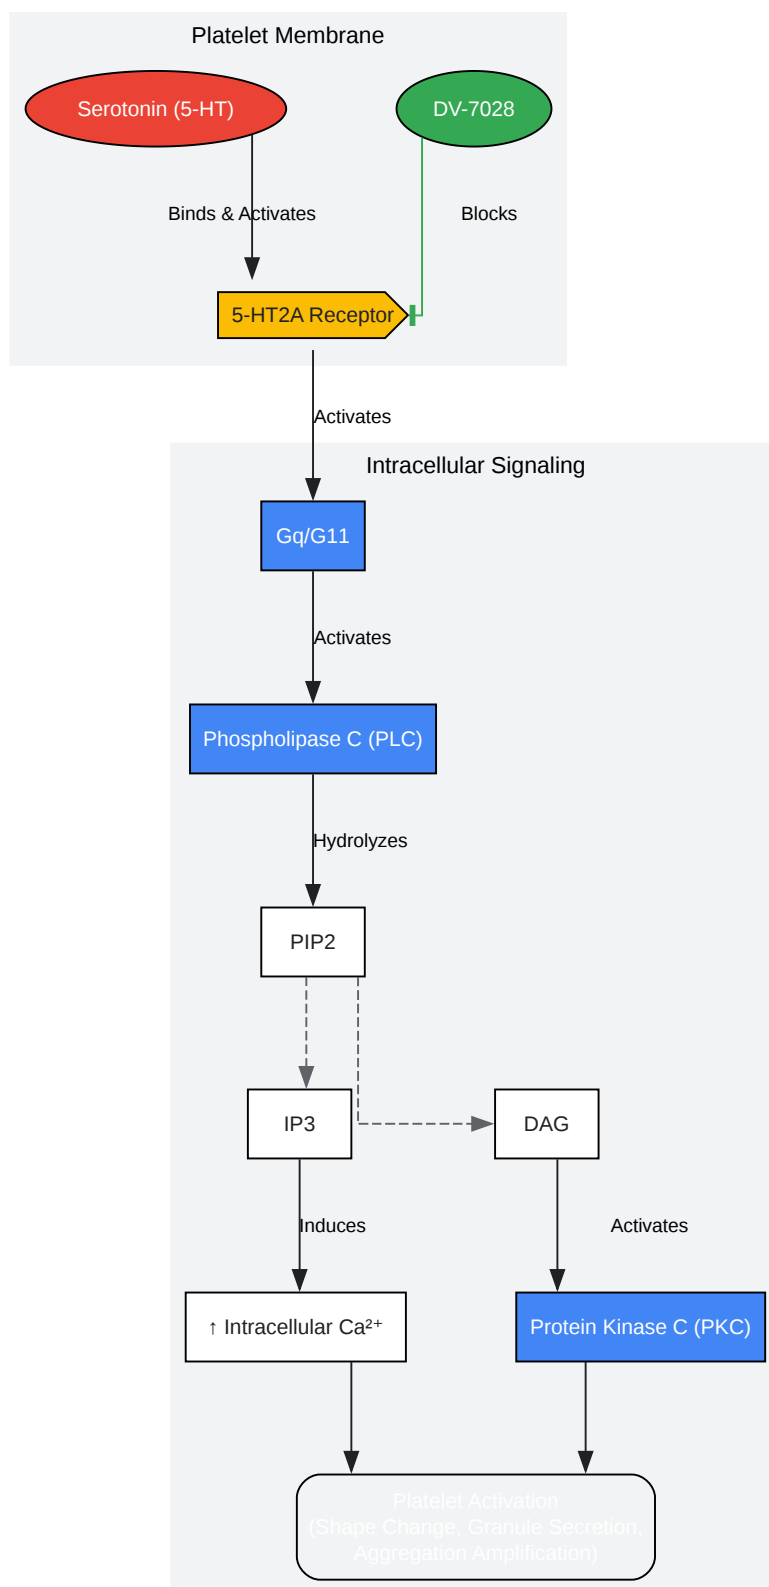 Platelet Membrane
Serotonin (5-HT)
DV-7028
Binds & Activates
Blocks
5-HT2A Receptor
Activates
Intracellular Signaling
Gq/G11
Activates
Phospholipase C (PLC)
Hydrolyzes
PIP2
IP3
DAG
Induces
Activates
↑ Intracellular Ca²⁺
Protein Kinase C (PKC)
Platelet Activation
(Shape Change, Granule Secretion,
Aggregation Amplification)